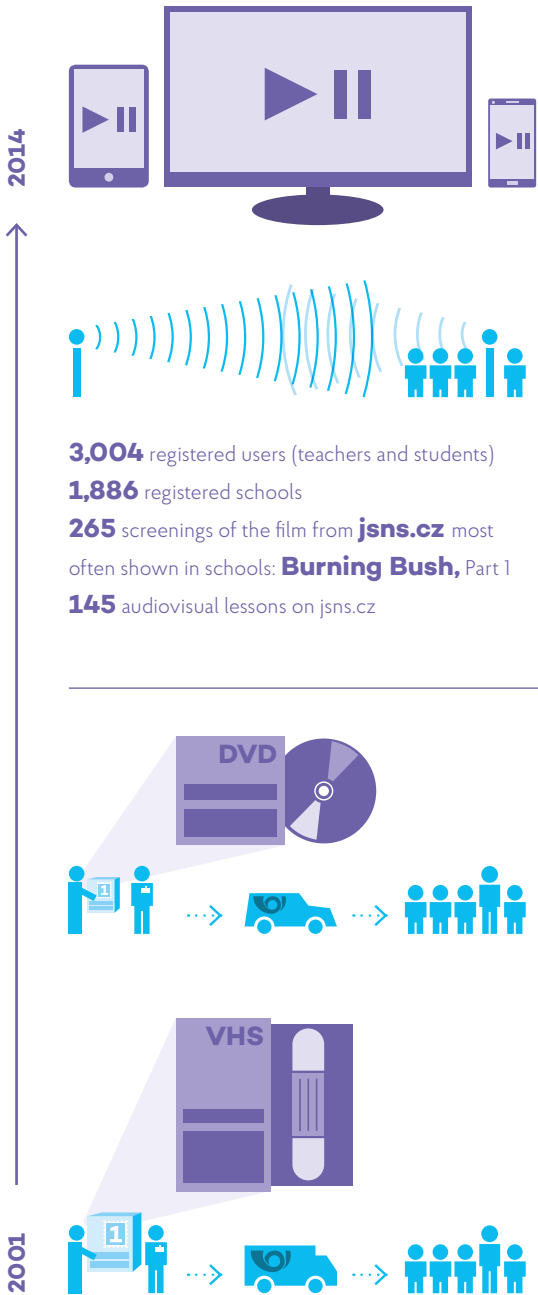 2014
3,004 registered users (teachers and students)
1,886 registered schools
265 screenings of the film from jsns.cz most
often shown in schools: Burning Bush, Part 1
145 audiovisual lessons on jsns.cz
DVD
1
VHS
1
2001